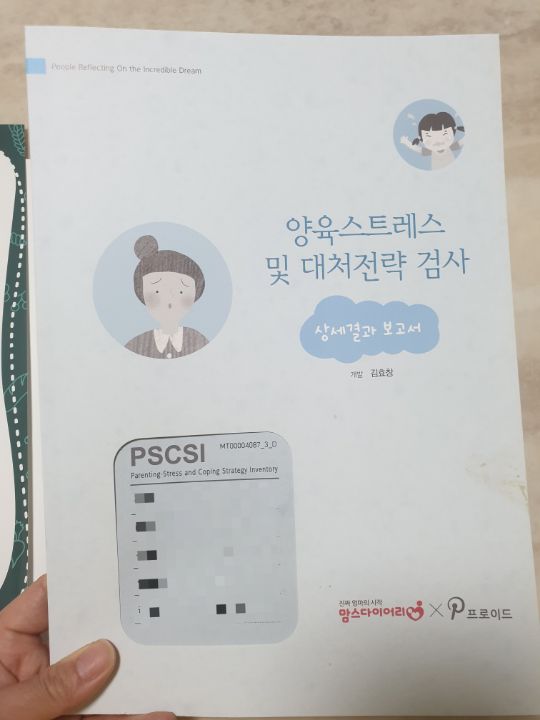 People Reflecting On the Incredible Dream
양육스트레스
및 대처전략 검사
상세결과 보고서
개발 김효창
PSCSI MT00004087_3_D
Parenting Stress and Coping Strategy Inventory
진짜 엄마의 시작
맘스다이어리 × 프로이드